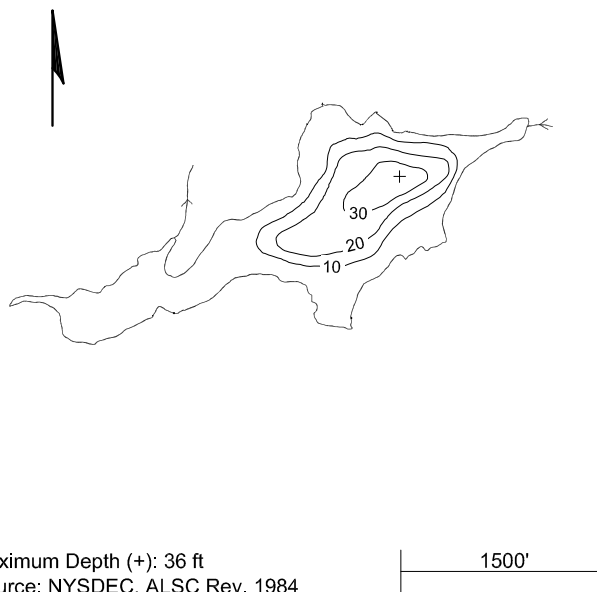 30
20
10
ximum Depth (+): 36 ft
1500'
urce: NYSDEC, ALSC Rev. 1984